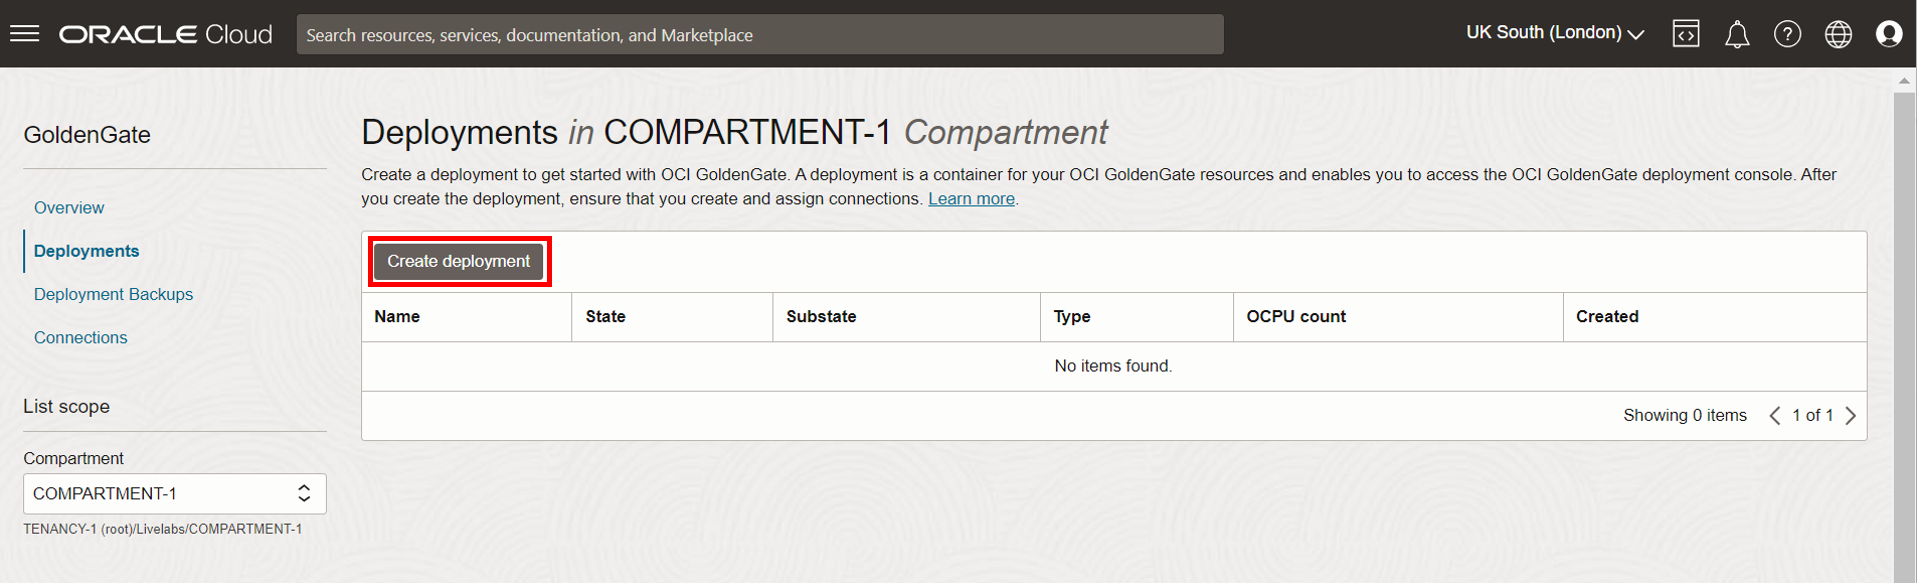 ORACLE Cloud
Search resources, services, documentation, and Marketplace
UK South (London)
GoldenGate
Overview
Deployments
Deployment Backups
Connections
List scope
Compartment
COMPARTMENT-1
TENANCY-1 (root)/Livelabs/COMPARTMENT-1
Deployments in COMPARTMENT-1 Compartment
Create a deployment to get started with OCI GoldenGate. A deployment is a container for your OCI GoldenGate resources and enables you to access the OCI GoldenGate deployment console. After
you create the deployment, ensure that you create and assign connections. Learn more.
Create deployment
Name State Substate Type OCPU count Created
No items found.
Showing 0 items < 1 of 1 >